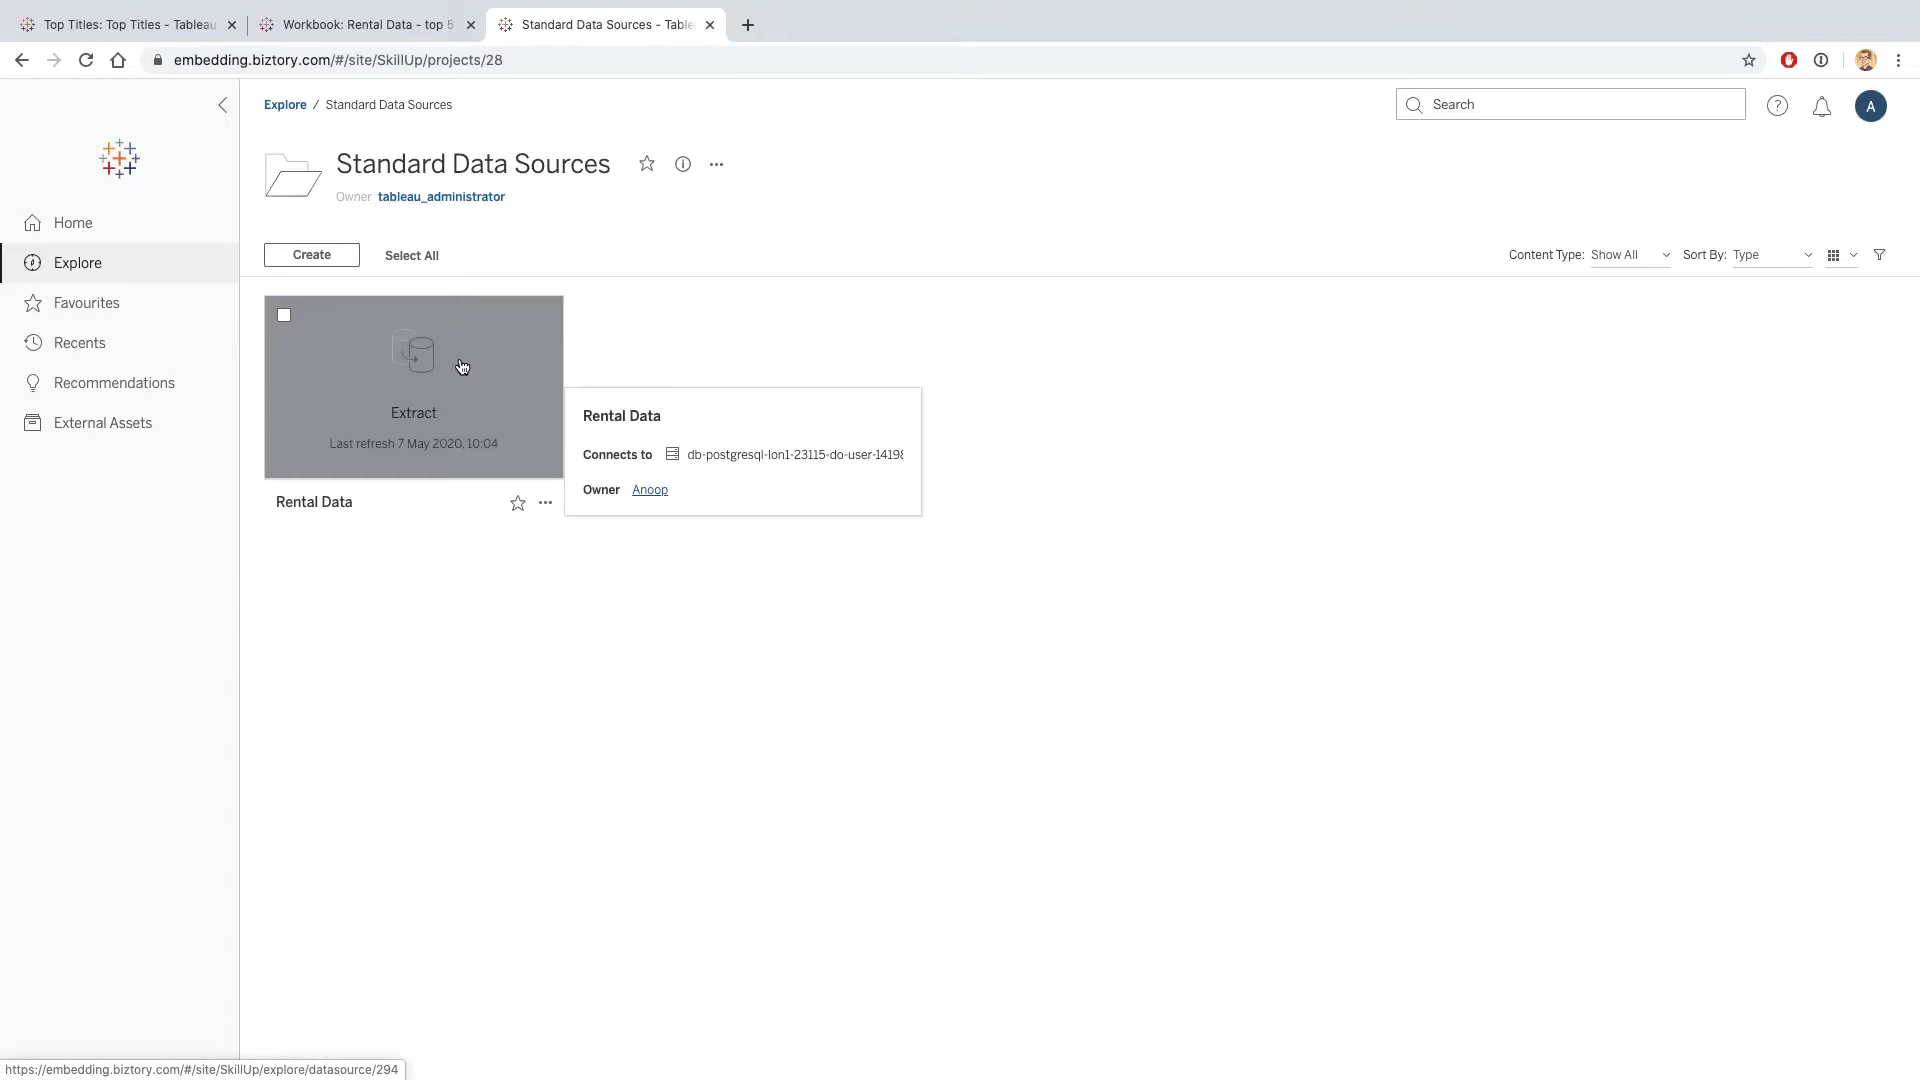 Top Titles: Top Titles - Tableau
Workbook: Rental Data - top 5
Standard Data Sources - Table
embedding.biztory.com/#/site/SkillUp/projects/28
Explore / Standard Data Sources
Search
A
Standard Data Sources
Owner tableau_administrator
Home
Explore
Favourites
Recents
Recommendations
External Assets
Create
Select All
Content Type: Show All
Sort By: Type
Extract
Last refresh 7 May 2020, 10:04
Rental Data
Rental Data
Connects to db-postgresql-lon1-23115-do-user-14198
Owner Anoop
https://embedding.biztory.com/#/site/SkillUp/explore/datasource/294